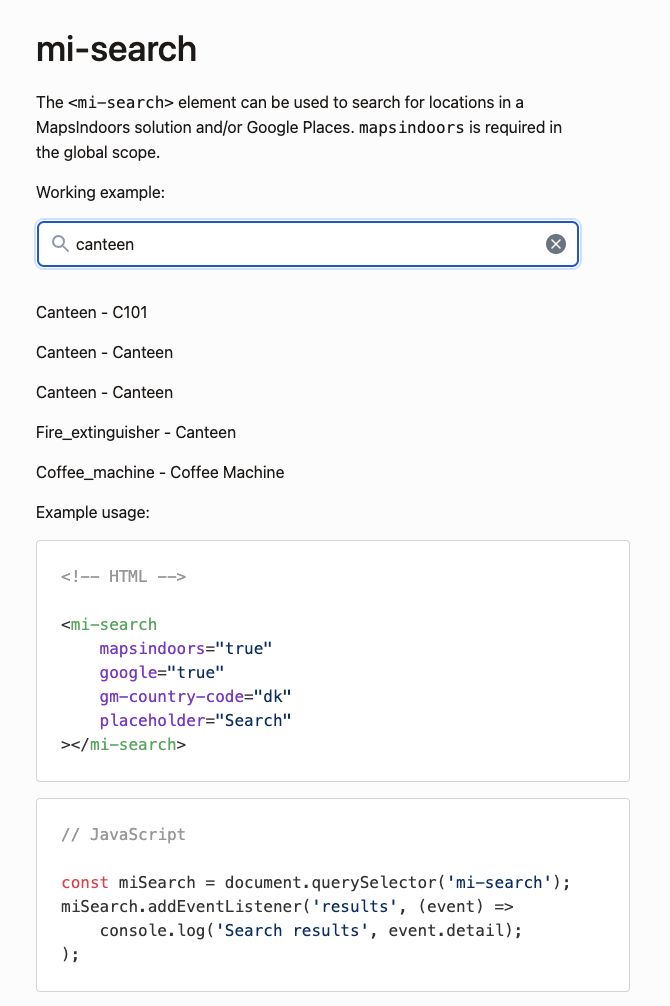 mi-search
The <mi-search> element can be used to search for locations in a
MapsIndoors solution and/or Google Places. mapsindoors is required in
the global scope.
Working example:
canteen
Canteen - C101
Canteen - Canteen
Canteen - Canteen
Fire_extinguisher - Canteen
Coffee_machine - Coffee Machine
Example usage:
<!-- HTML -->
<mi-search
    mapsindoors="true"
    google="true"
    gm-country-code="dk"
    placeholder="Search"
></mi-search>
// JavaScript
const miSearch = document.querySelector('mi-search');
miSearch.addEventListener('results', (event) =>
    console.log('Search results', event.detail);
);